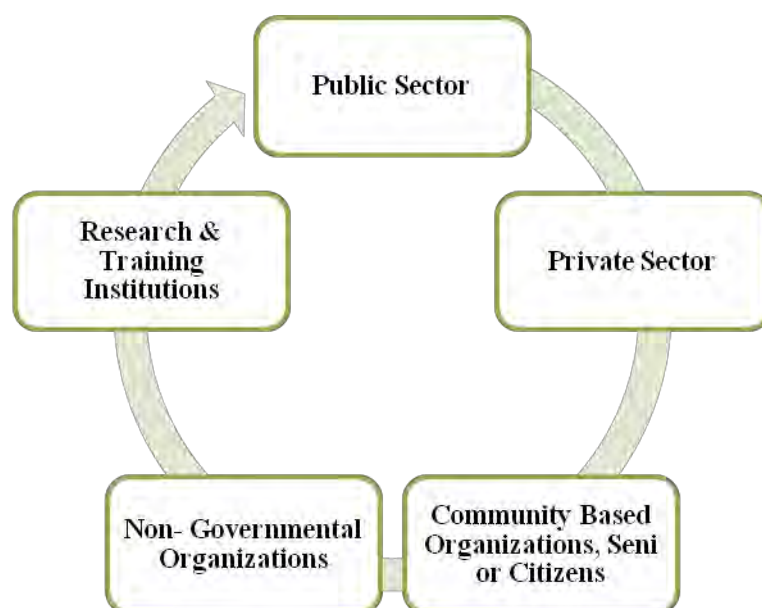 Public Sector
Private Sector
Community Based
Organizations, Seni
or Citizens
Non- Governmental
Organizations
Research &
Training
Institutions